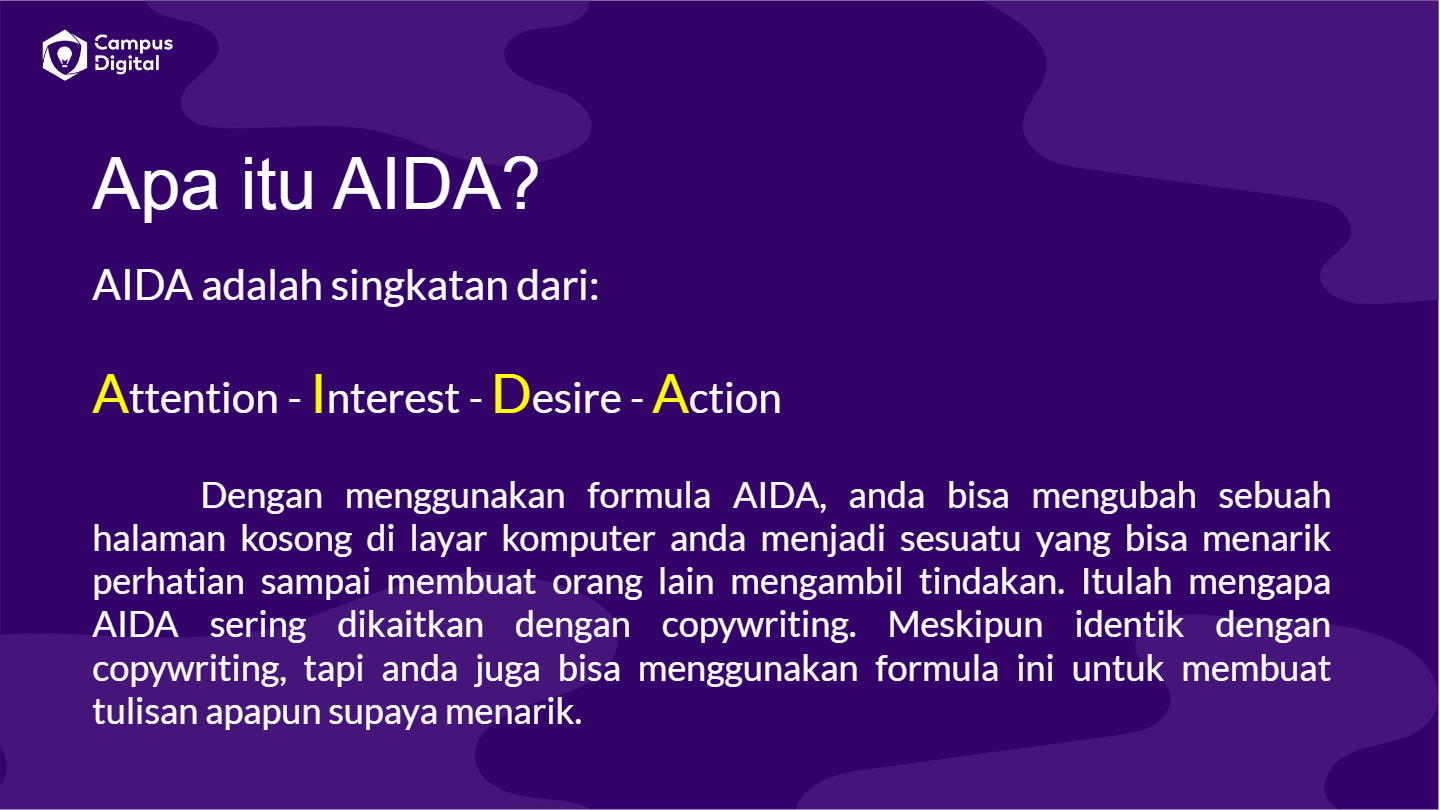 Campus
Digital
Apa itu AIDA?
AIDA adalah singkatan dari:
Attention - Interest - Desire - Action
Dengan menggunakan formula AIDA, anda bisa mengubah sebuah
halaman kosong di layar komputer anda menjadi sesuatu yang bisa menarik
perhatian sampai membuat orang lain mengambil tindakan. Itulah mengapa
AIDA sering dikaitkan dengan copywriting. Meskipun identik dengan
copywriting, tapi anda juga bisa menggunakan formula ini untuk membuat
tulisan apapun supaya menarik.